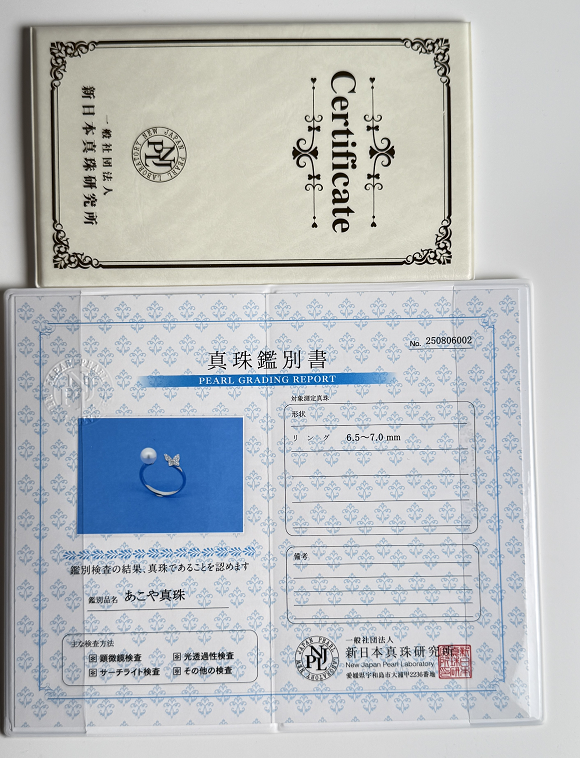 Certificate
一般社団法人
新日本真珠研究所
NEW JAPAN PEARL LABORATORY
NPJL
真珠鑑別書
No. 250806002
PEARL GRADING REPORT
対象測定真珠
形状
リング 6.5～7.0 mm
鑑別検査の結果、真珠であることを認めます
鑑別品名 あこや真珠
備考
主な検査方法
顕微鏡検査 光透過性検査
サーチライト検査 その他の検査
一般社団法人
新日本真珠研究所
New Japan Pearl Laboratory
愛媛県宇和島市大浦甲2236番地
NEW JAPAN PEARL LABORATORY